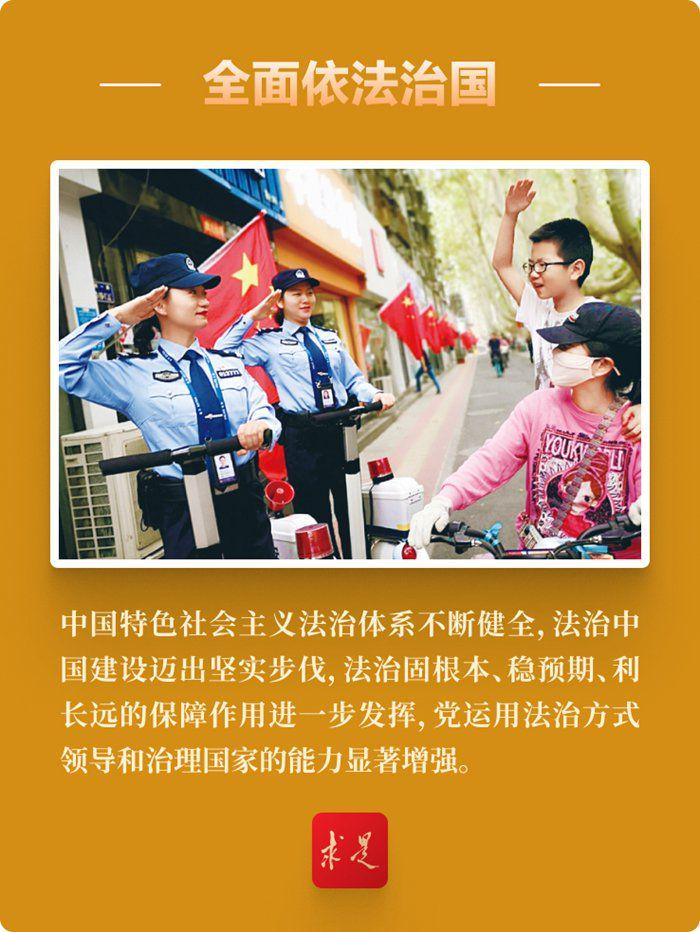 全面依法治国
YOUKV
中国特色社会主义法治体系不断健全，法治中
国建设迈出坚实步伐，法治固根本、稳预期、利
长远的保障作用进一步发挥，党运用法治方式
领导和治理国家的能力显著增强。
求是